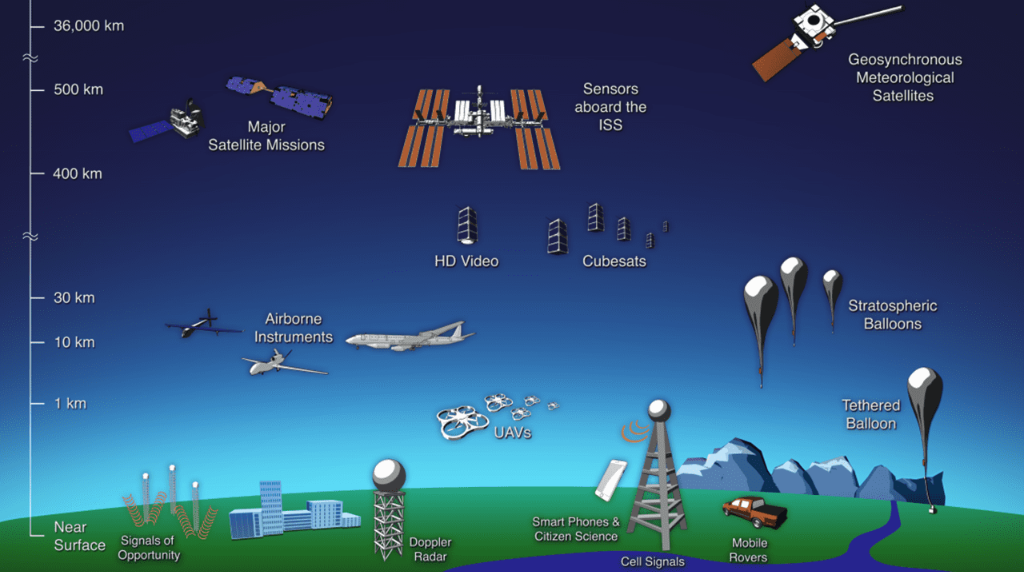 36,000 km
Geosynchronous
Meteorological
Satellites
500 km
Sensors
aboard the
ISS
Major
Satellite Missions
400 km
HD Video
Cubesats
30 km
Stratospheric
Balloons
Airborne
Instruments
10 km
1 km
Tethered
Balloon
UAVs
Near
Surface
Signals of
Opportunity
Doppler
Radar
Smart Phones &
Citizen Science
Cell Signals
Mobile
Rovers